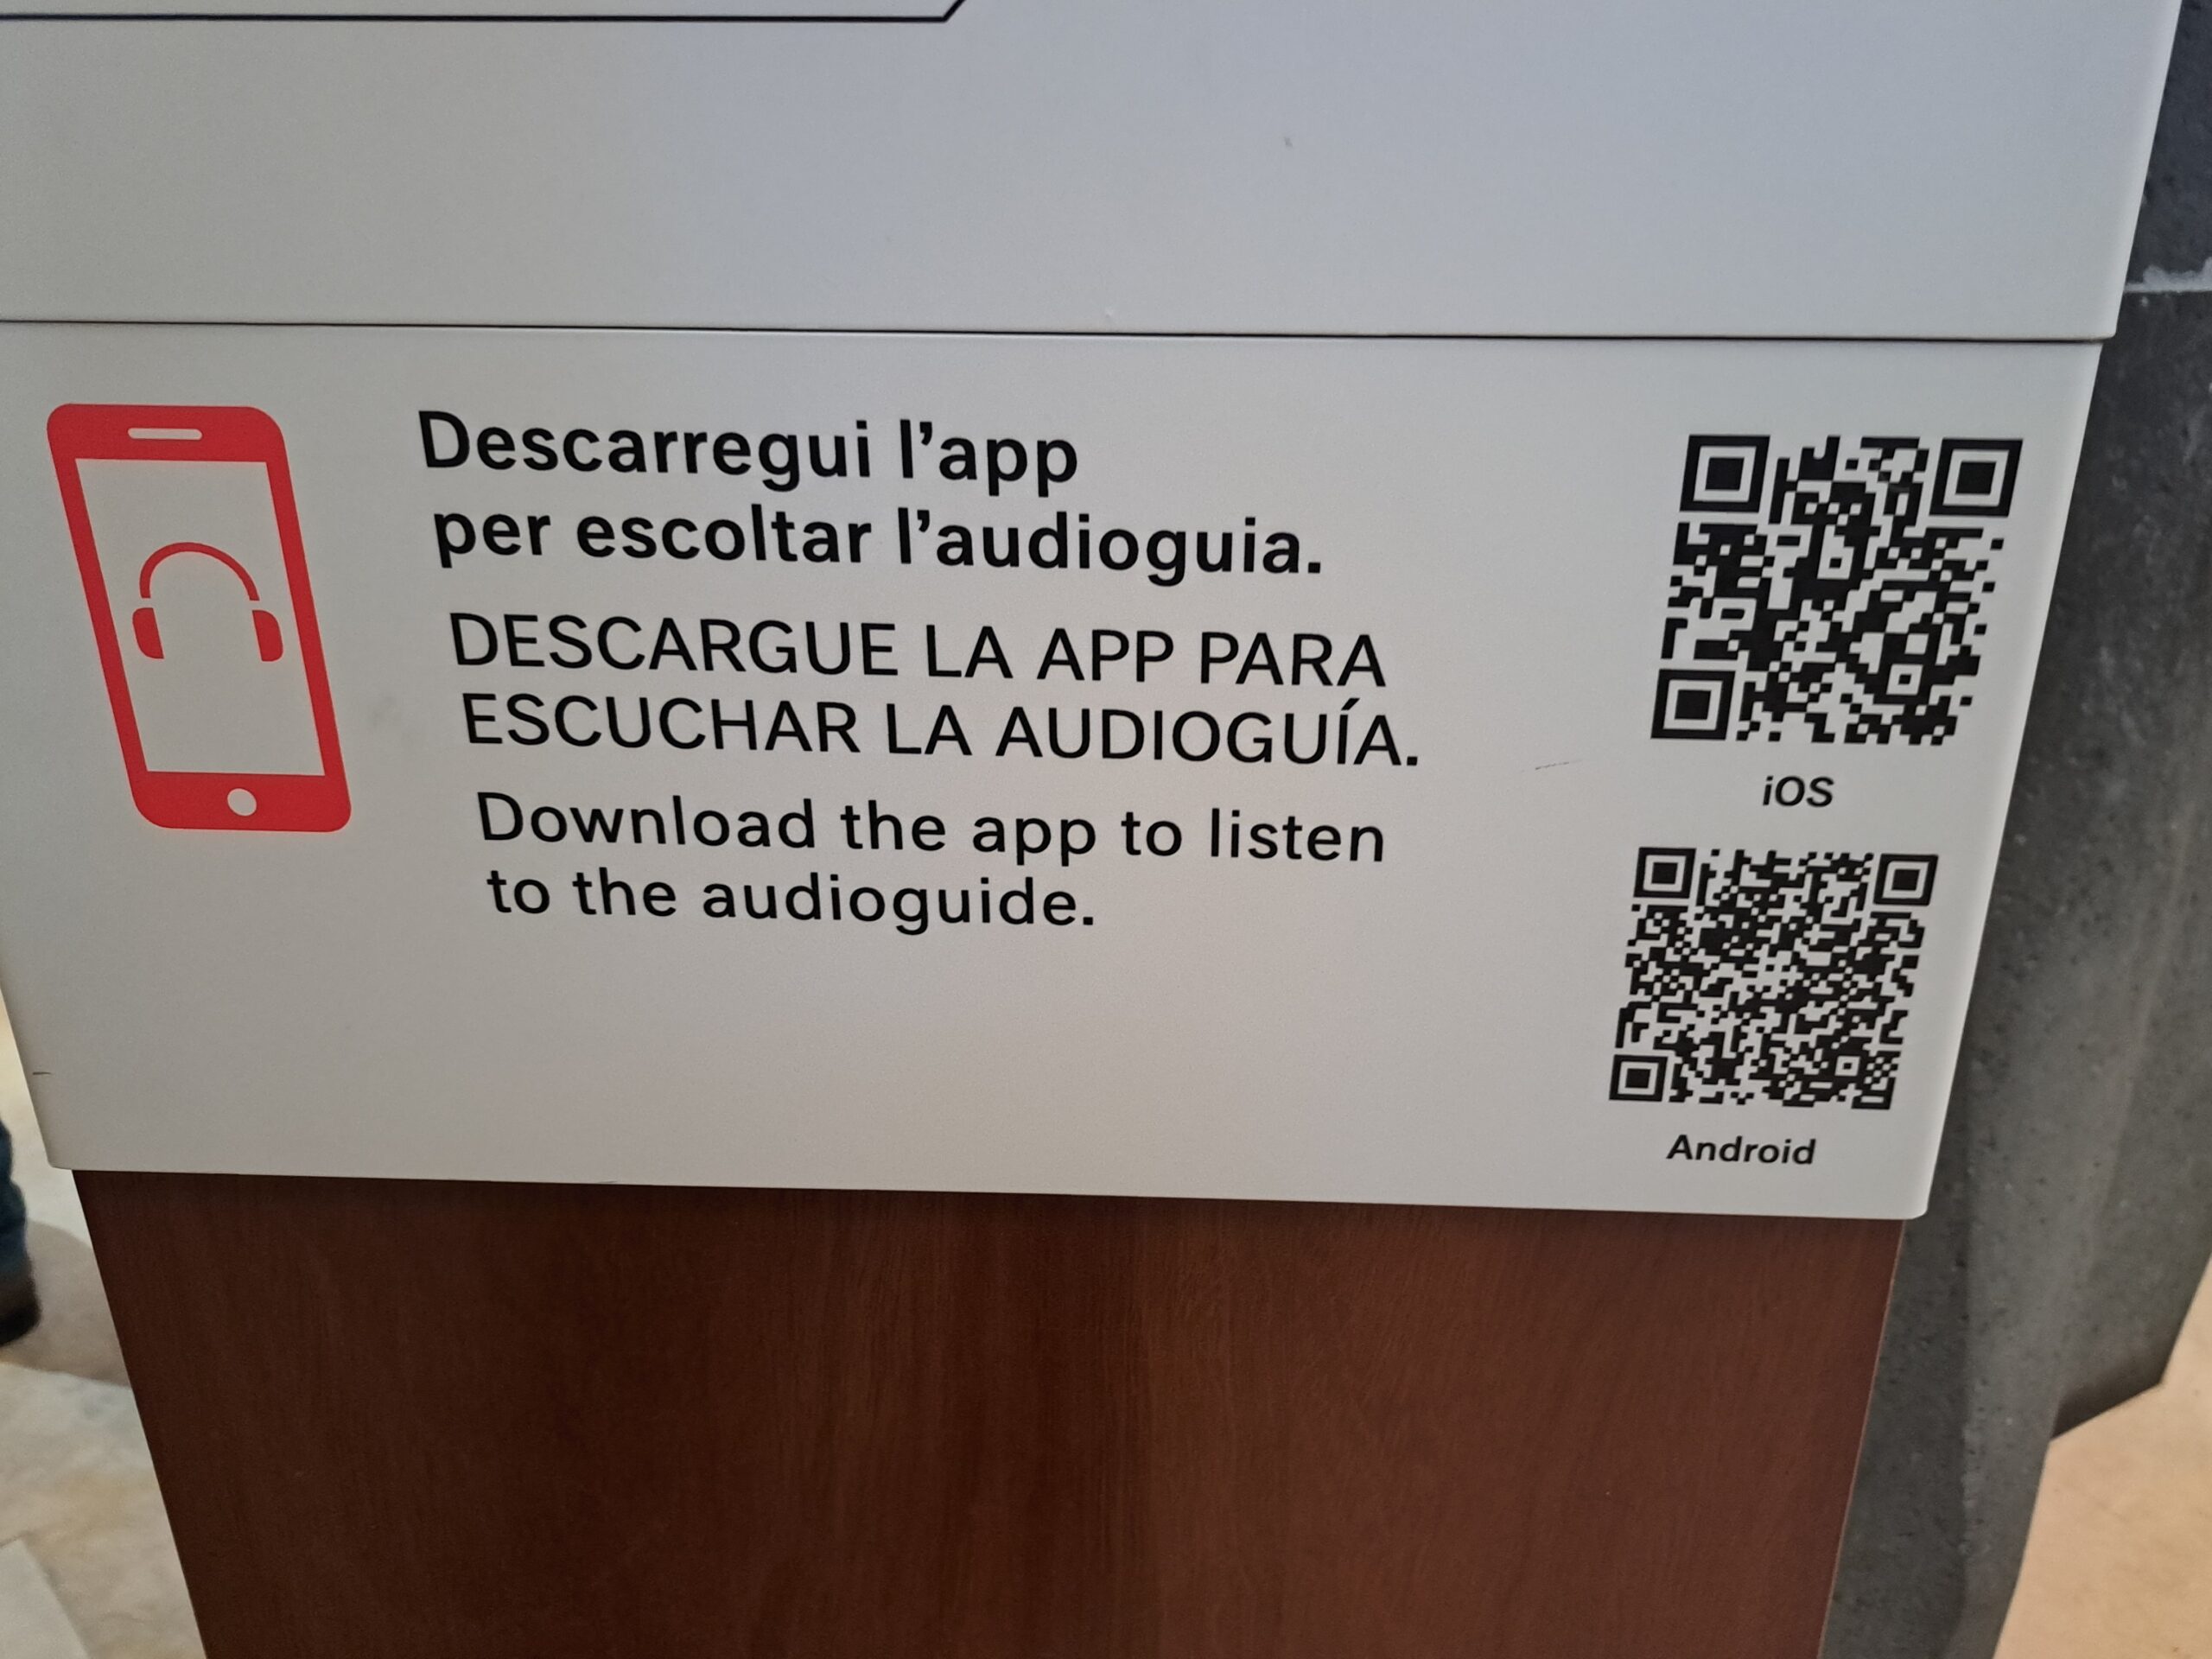 Descarregui l’app
per escoltar l’audioguia.
DESCARGUE LA APP PARA
ESCUCHAR LA AUDIOGUÍA.
Download the app to listen
to the audioguide.
iOS
Android